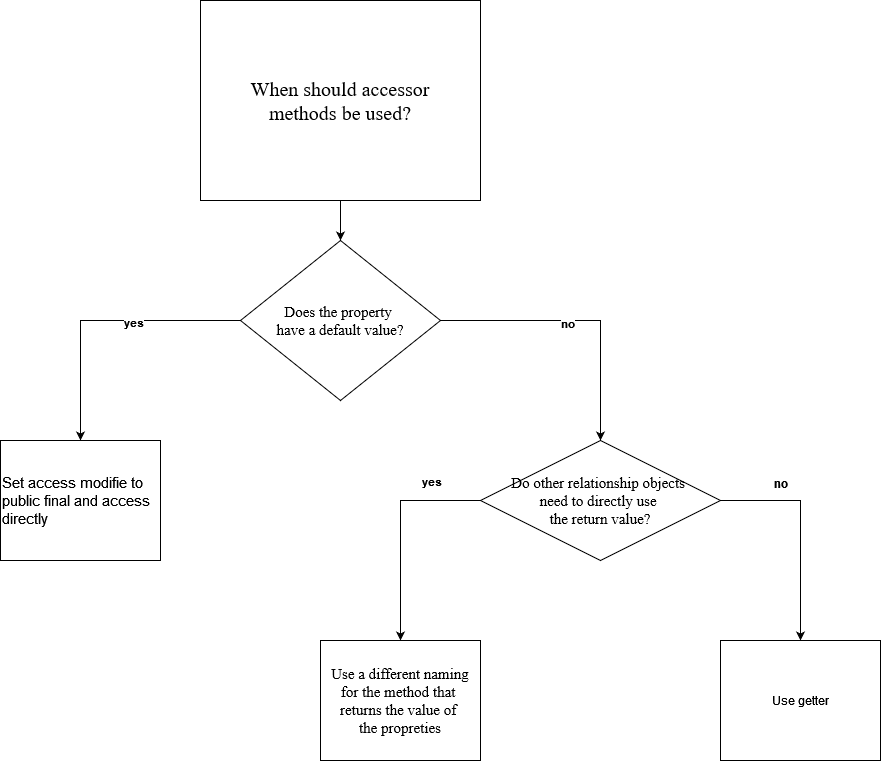 When should accessor
methods be used?
Does the property
have a default value?
yes
no
Set access modifie to
public final and access
directly
yes
Do other relationship objects
need to directly use
the return value?
no
Use a different naming
for the method that
returns the value of
the propreties
Use getter